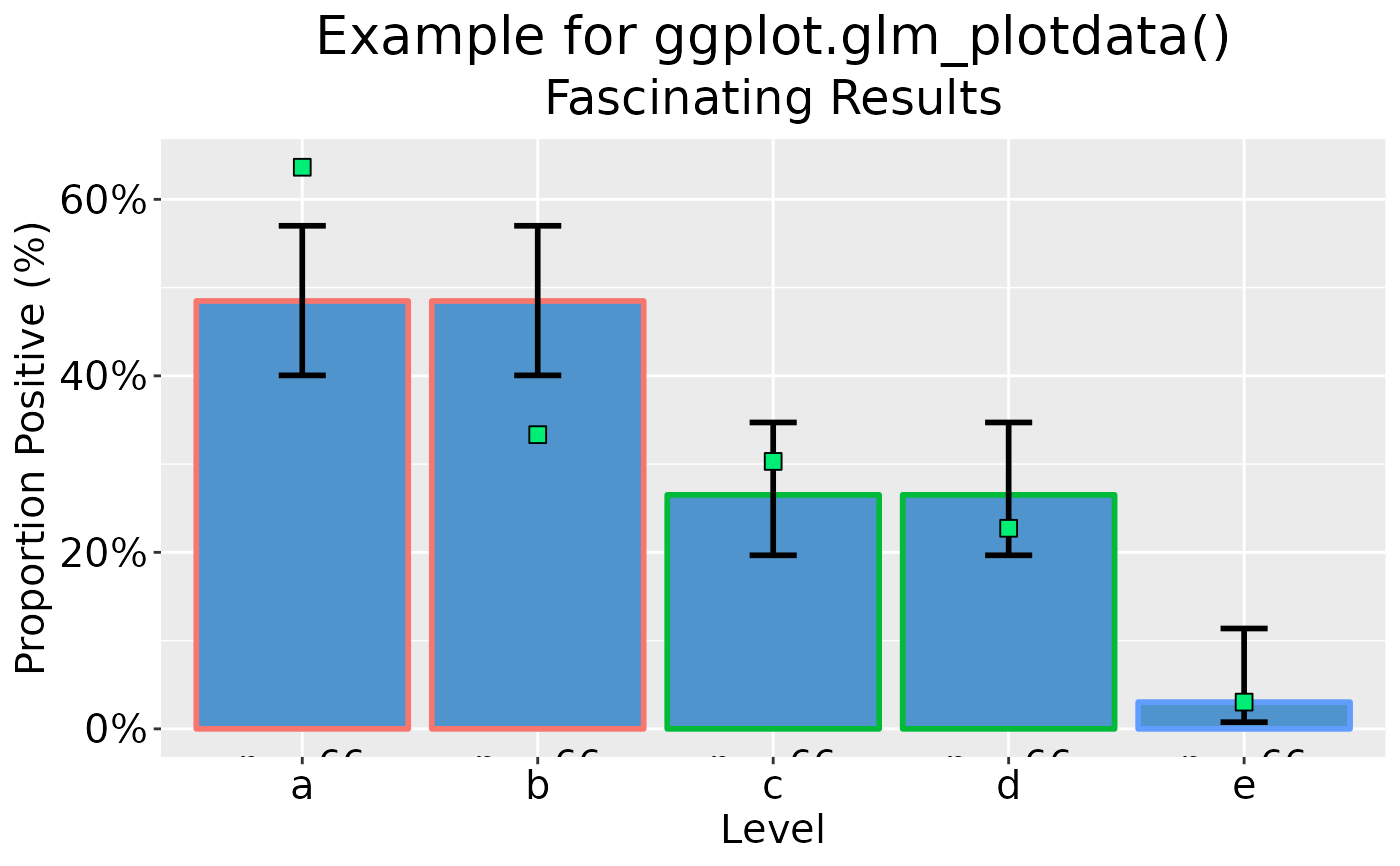 Example for ggplot.glm_plotdata()
Fascinating Results
Proportion Positive (%)
60%
40%
20%
0%
a b c d e
Level